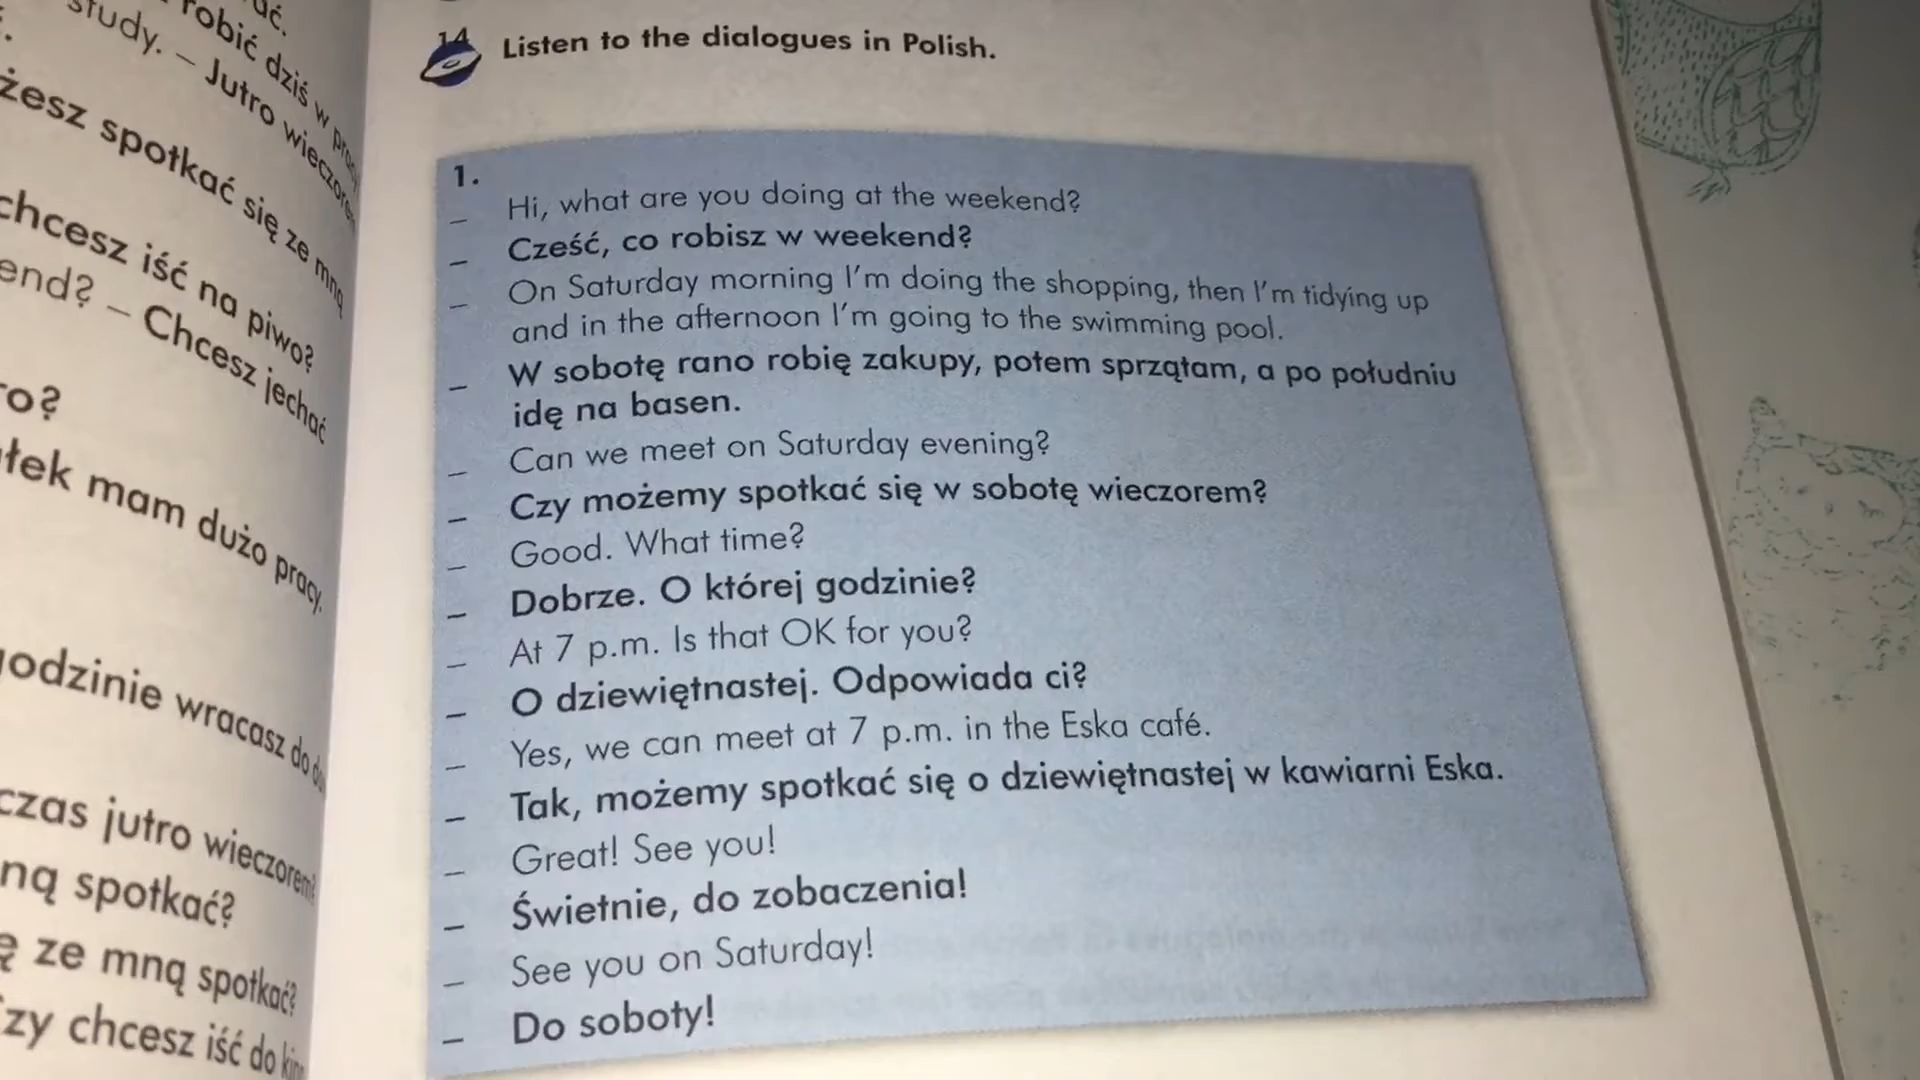 uć.
robić dziś w pracy
study. – Jutro wieczorem
żesz spotkać się ze mną
chcesz iść na piwo?
end? – Chcesz jechać
ro?
łek mam dużo pracy.
godzinie wracasz do
czas jutro wieczorem?
ną spotkać?
ę ze mną spotkać?
Czy chcesz iść do
14
Listen to the dialogues in Polish.
1.
– Hi, what are you doing at the weekend?
– Cześć, co robisz w weekend?
– On Saturday morning I'm doing the shopping, then I'm tidying up
and in the afternoon I'm going to the swimming pool.
– W sobotę rano robię zakupy, potem sprzątam, a po południu
idę na basen.
– Can we meet on Saturday evening?
– Czy możemy spotkać się w sobotę wieczorem?
– Good. What time?
– Dobrze. O której godzinie?
– At 7 p.m. Is that OK for you?
– O dziewiętnastej. Odpowiada ci?
– Yes, we can meet at 7 p.m. in the Eska café.
– Tak, możemy spotkać się o dziewiętnastej w kawiarni Eska.
– Great! See you!
– Świetnie, do zobaczenia!
– See you on Saturday!
– Do soboty!